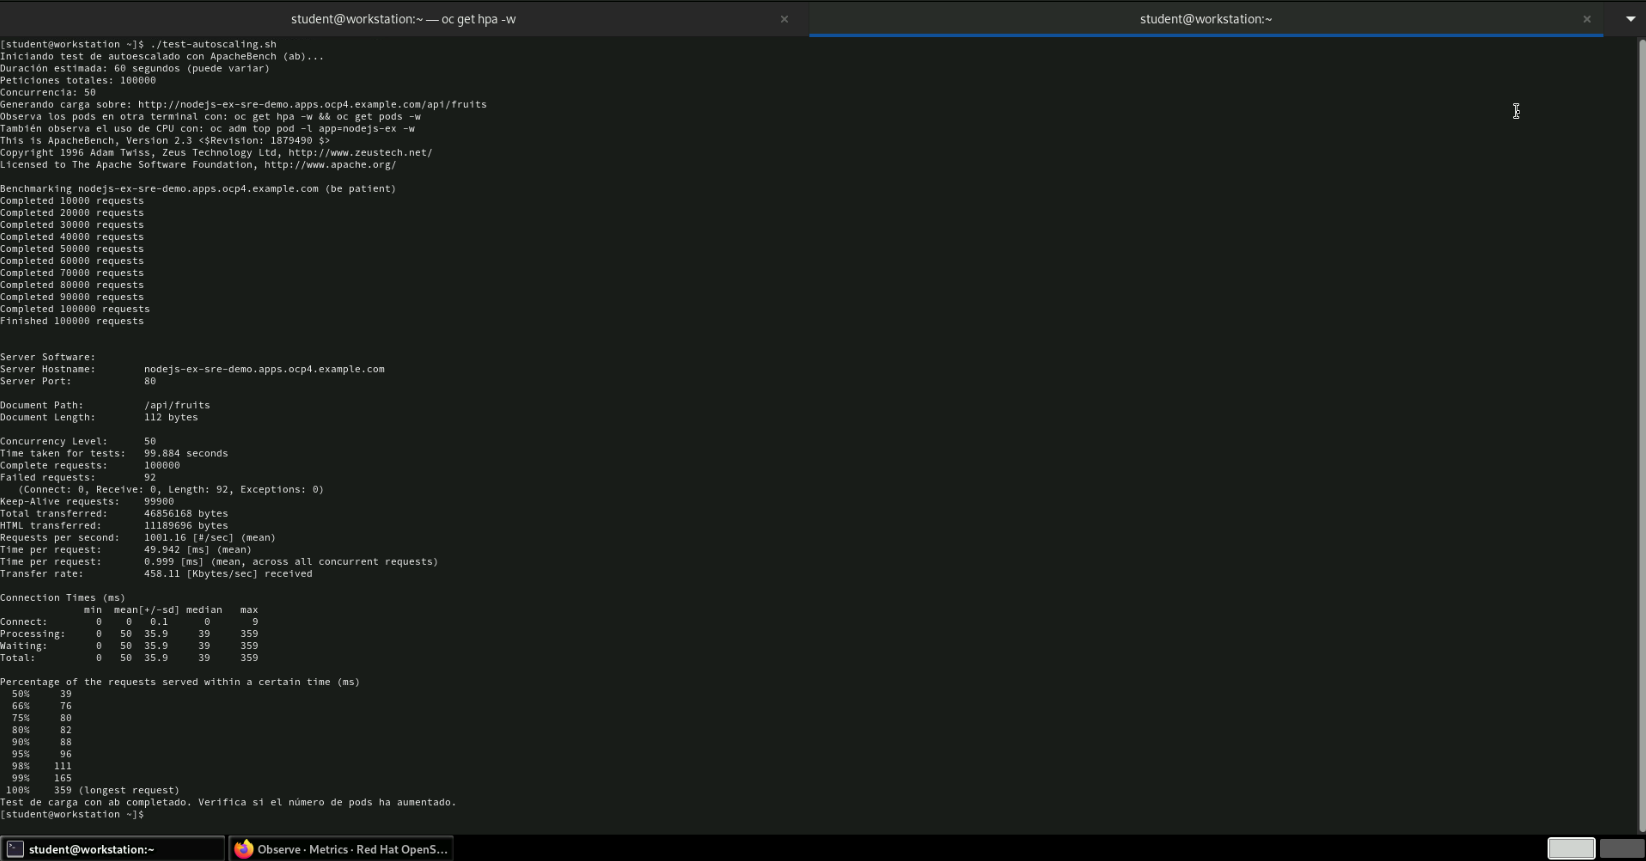 student@workstation:~ — oc get hpa -w
student@workstation:~
[student@workstation ~]$ ./test-autoscaling.sh
Iniciando test de autoescalado con ApacheBench (ab)...
Duración estimada: 60 segundos (puede variar)
Peticiones totales: 100000
Concurrencia: 50
Generando carga sobre: http://nodejs-ex-sre-demo.apps.ocp4.example.com/api/fruits
Observa los pods en otra terminal con: oc get hpa -w && oc get pods -w
También observa el uso de CPU con: oc adm top pod -l app=nodejs-ex -w
This is ApacheBench, Version 2.3 <$Revision: 1879490 $>
Copyright 1996 Adam Twiss, Zeus Technology Ltd, http://www.zeustech.net/
Licensed to The Apache Software Foundation, http://www.apache.org/
Benchmarking nodejs-ex-sre-demo.apps.ocp4.example.com (be patient)
Completed 10000 requests
Completed 20000 requests
Completed 30000 requests
Completed 40000 requests
Completed 50000 requests
Completed 60000 requests
Completed 70000 requests
Completed 80000 requests
Completed 90000 requests
Completed 100000 requests
Finished 100000 requests
Server Software:
Server Hostname:        nodejs-ex-sre-demo.apps.ocp4.example.com
Server Port:            80
Document Path:          /api/fruits
Document Length:        112 bytes
Concurrency Level:      50
Time taken for tests:   99.884 seconds
Complete requests:      100000
Failed requests:        92
   (Connect: 0, Receive: 0, Length: 92, Exceptions: 0)
Keep-Alive requests:    99900
Total transferred:      46856168 bytes
HTML transferred:       11189696 bytes
Requests per second:    1001.16 [#/sec] (mean)
Time per request:       49.942 [ms] (mean)
Time per request:       0.999 [ms] (mean, across all concurrent requests)
Transfer rate:          458.11 [Kbytes/sec] received
Connection Times (ms)
              min  mean[+/-sd] median   max
Connect:        0    0   0.1      0       9
Processing:     0   50  35.9     39     359
Waiting:        0   50  35.9     39     359
Total:          0   50  35.9     39     359
Percentage of the requests served within a certain time (ms)
  50%     39
  66%     76
  75%     80
  80%     82
  90%     88
  95%     96
  98%    111
  99%    165
 100%    359 (longest request)
Test de carga con ab completado. Verifica si el número de pods ha aumentado.
[student@workstation ~]$
student@workstation:~
Observe · Metrics · Red Hat OpenS...